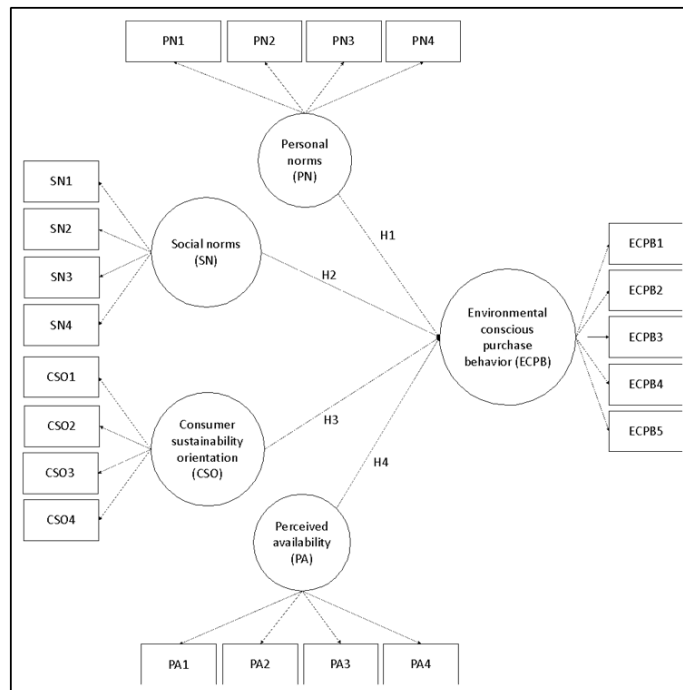 PN1
PN2
PN3
PN4
Personal
norms
(PN)
SN1
SN2
SN3
SN4
Social norms
(SN)
H1
H2
ECPB1
ECPB2
ECPB3
ECPB4
ECPB5
Environmental
conscious
purchase
behavior (ECPB)
CSO1
CSO2
CSO3
CSO4
Consumer
sustainability
orientation
(CSO)
H3
H4
Perceived
availability
(PA)
PA1
PA2
PA3
PA4